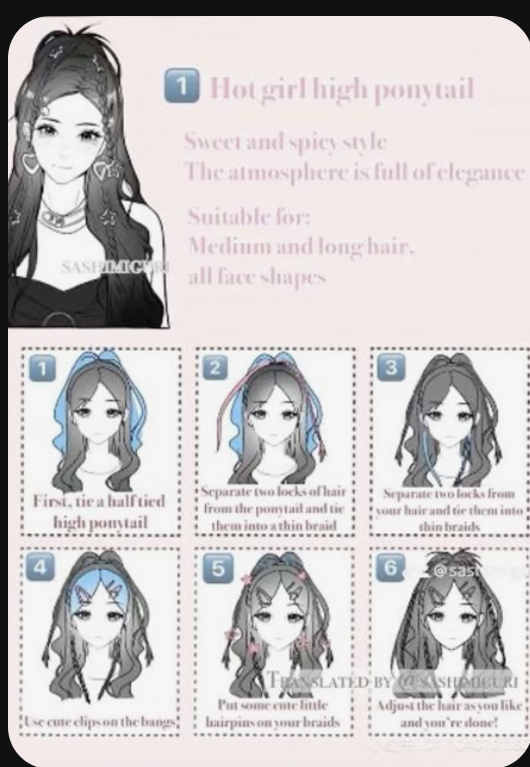 1 Hot girl high ponytail
Sweet and spicy style
The atmosphere is full of elegance
Suitable for:
Medium and long hair.
all face shapes
SASHIMIGURI
1
First, tie a half tied
high ponytail
2
Separate two locks of hair
from the ponytail and tie
them into a thin braid
3
Separate two locks from
your hair and tie them into
thin braids
4
Use cute clips on the bangs
5
Put some cute little
hairpins on your braids
6
@sas
Adjust the hair as you like
and you're done!
TRANSLATED BY @SASHIMIGURI